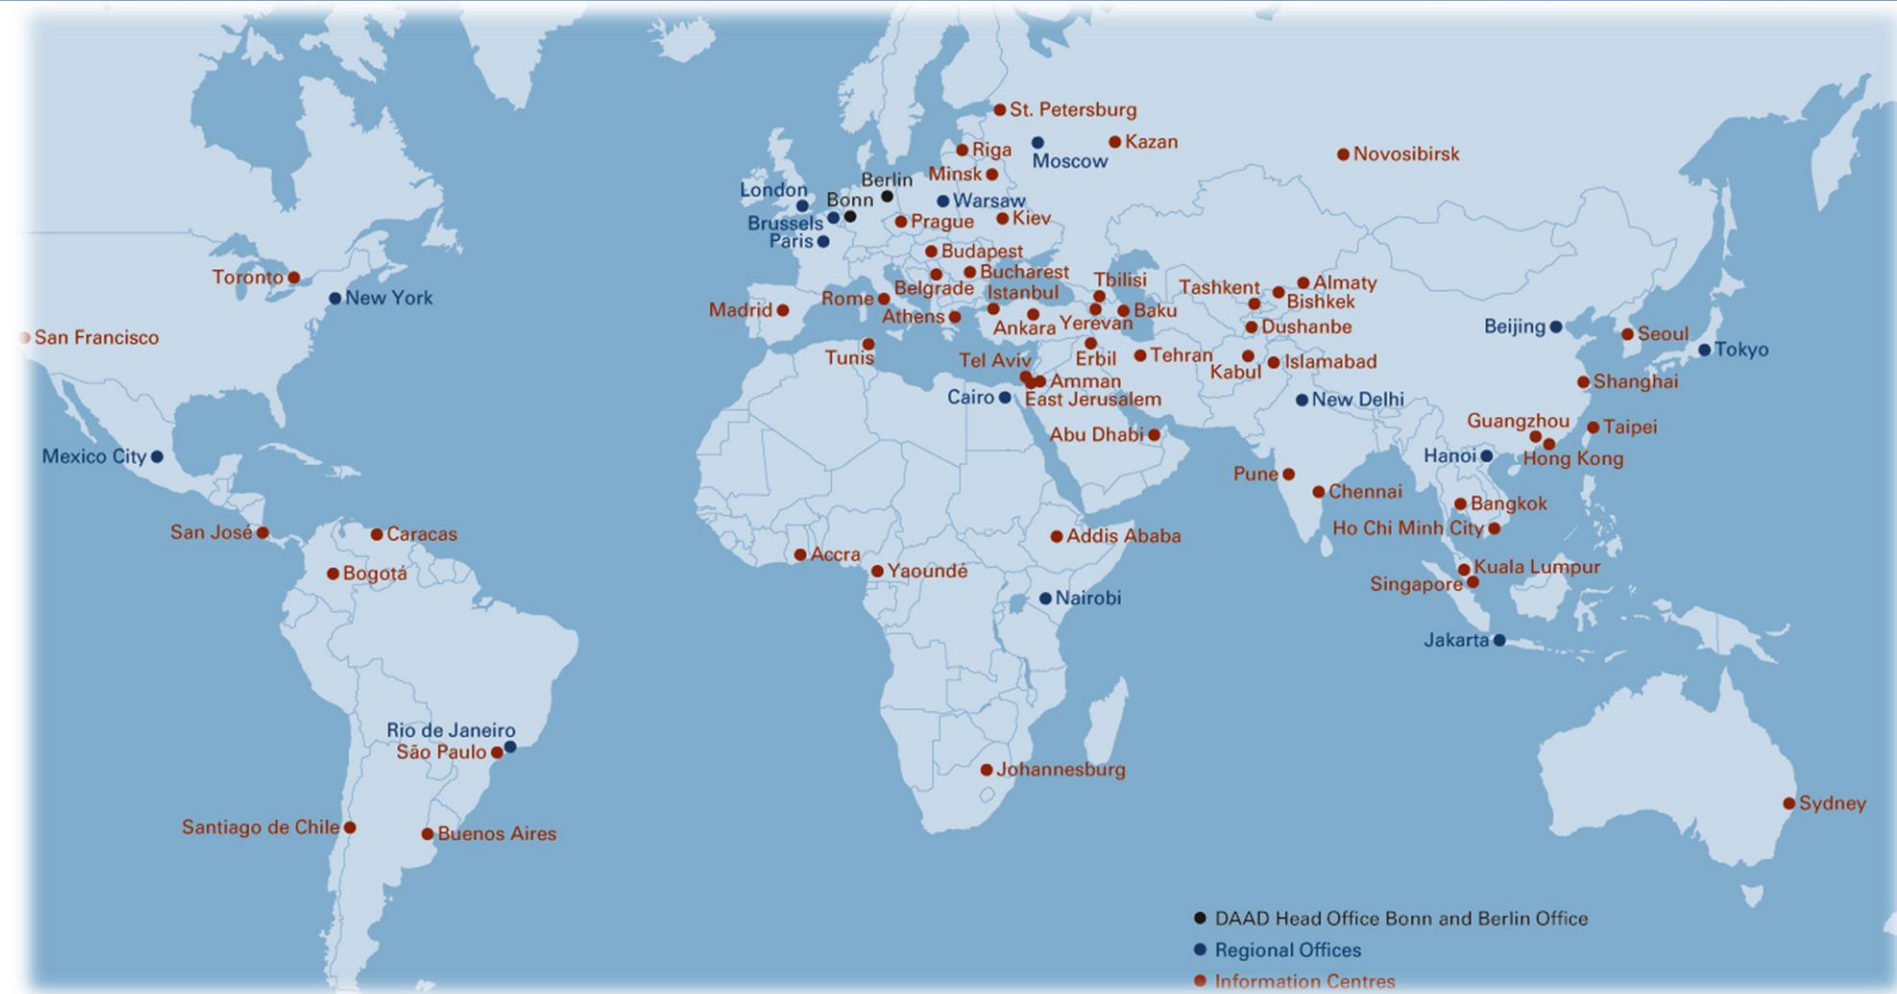 St. Petersburg
Kazan
Riga
Moscow
Novosibirsk
Minsk
Berlin
London
Bonn
Warsaw
Brussels
Prague
Kiev
Paris
Budapest
Bucharest
Toronto
Belgrade
Tbilisi
Tashkent
Almaty
New York
Rome
Istanbul
Bishkek
Madrid
Athens
Ankara
Yerevan
Baku
Dushanbe
Beijing
Seoul
San Francisco
Tokyo
Tunis
Tel Aviv
Erbil
Tehran
Kabul
Islamabad
Amman
Shanghai
Cairo
East Jerusalem
New Delhi
Abu Dhabi
Guangzhou
Taipei
Mexico City
Hanoi
Hong Kong
Pune
Chennai
Bangkok
San José
Caracas
Addis Ababa
Ho Chi Minh City
Accra
Bogotá
Yaoundé
Kuala Lumpur
Singapore
Nairobi
Jakarta
Rio de Janeiro
São Paulo
Johannesburg
Santiago de Chile
Buenos Aires
Sydney
DAAD Head Office Bonn and Berlin Office
Regional Offices
Information Centres